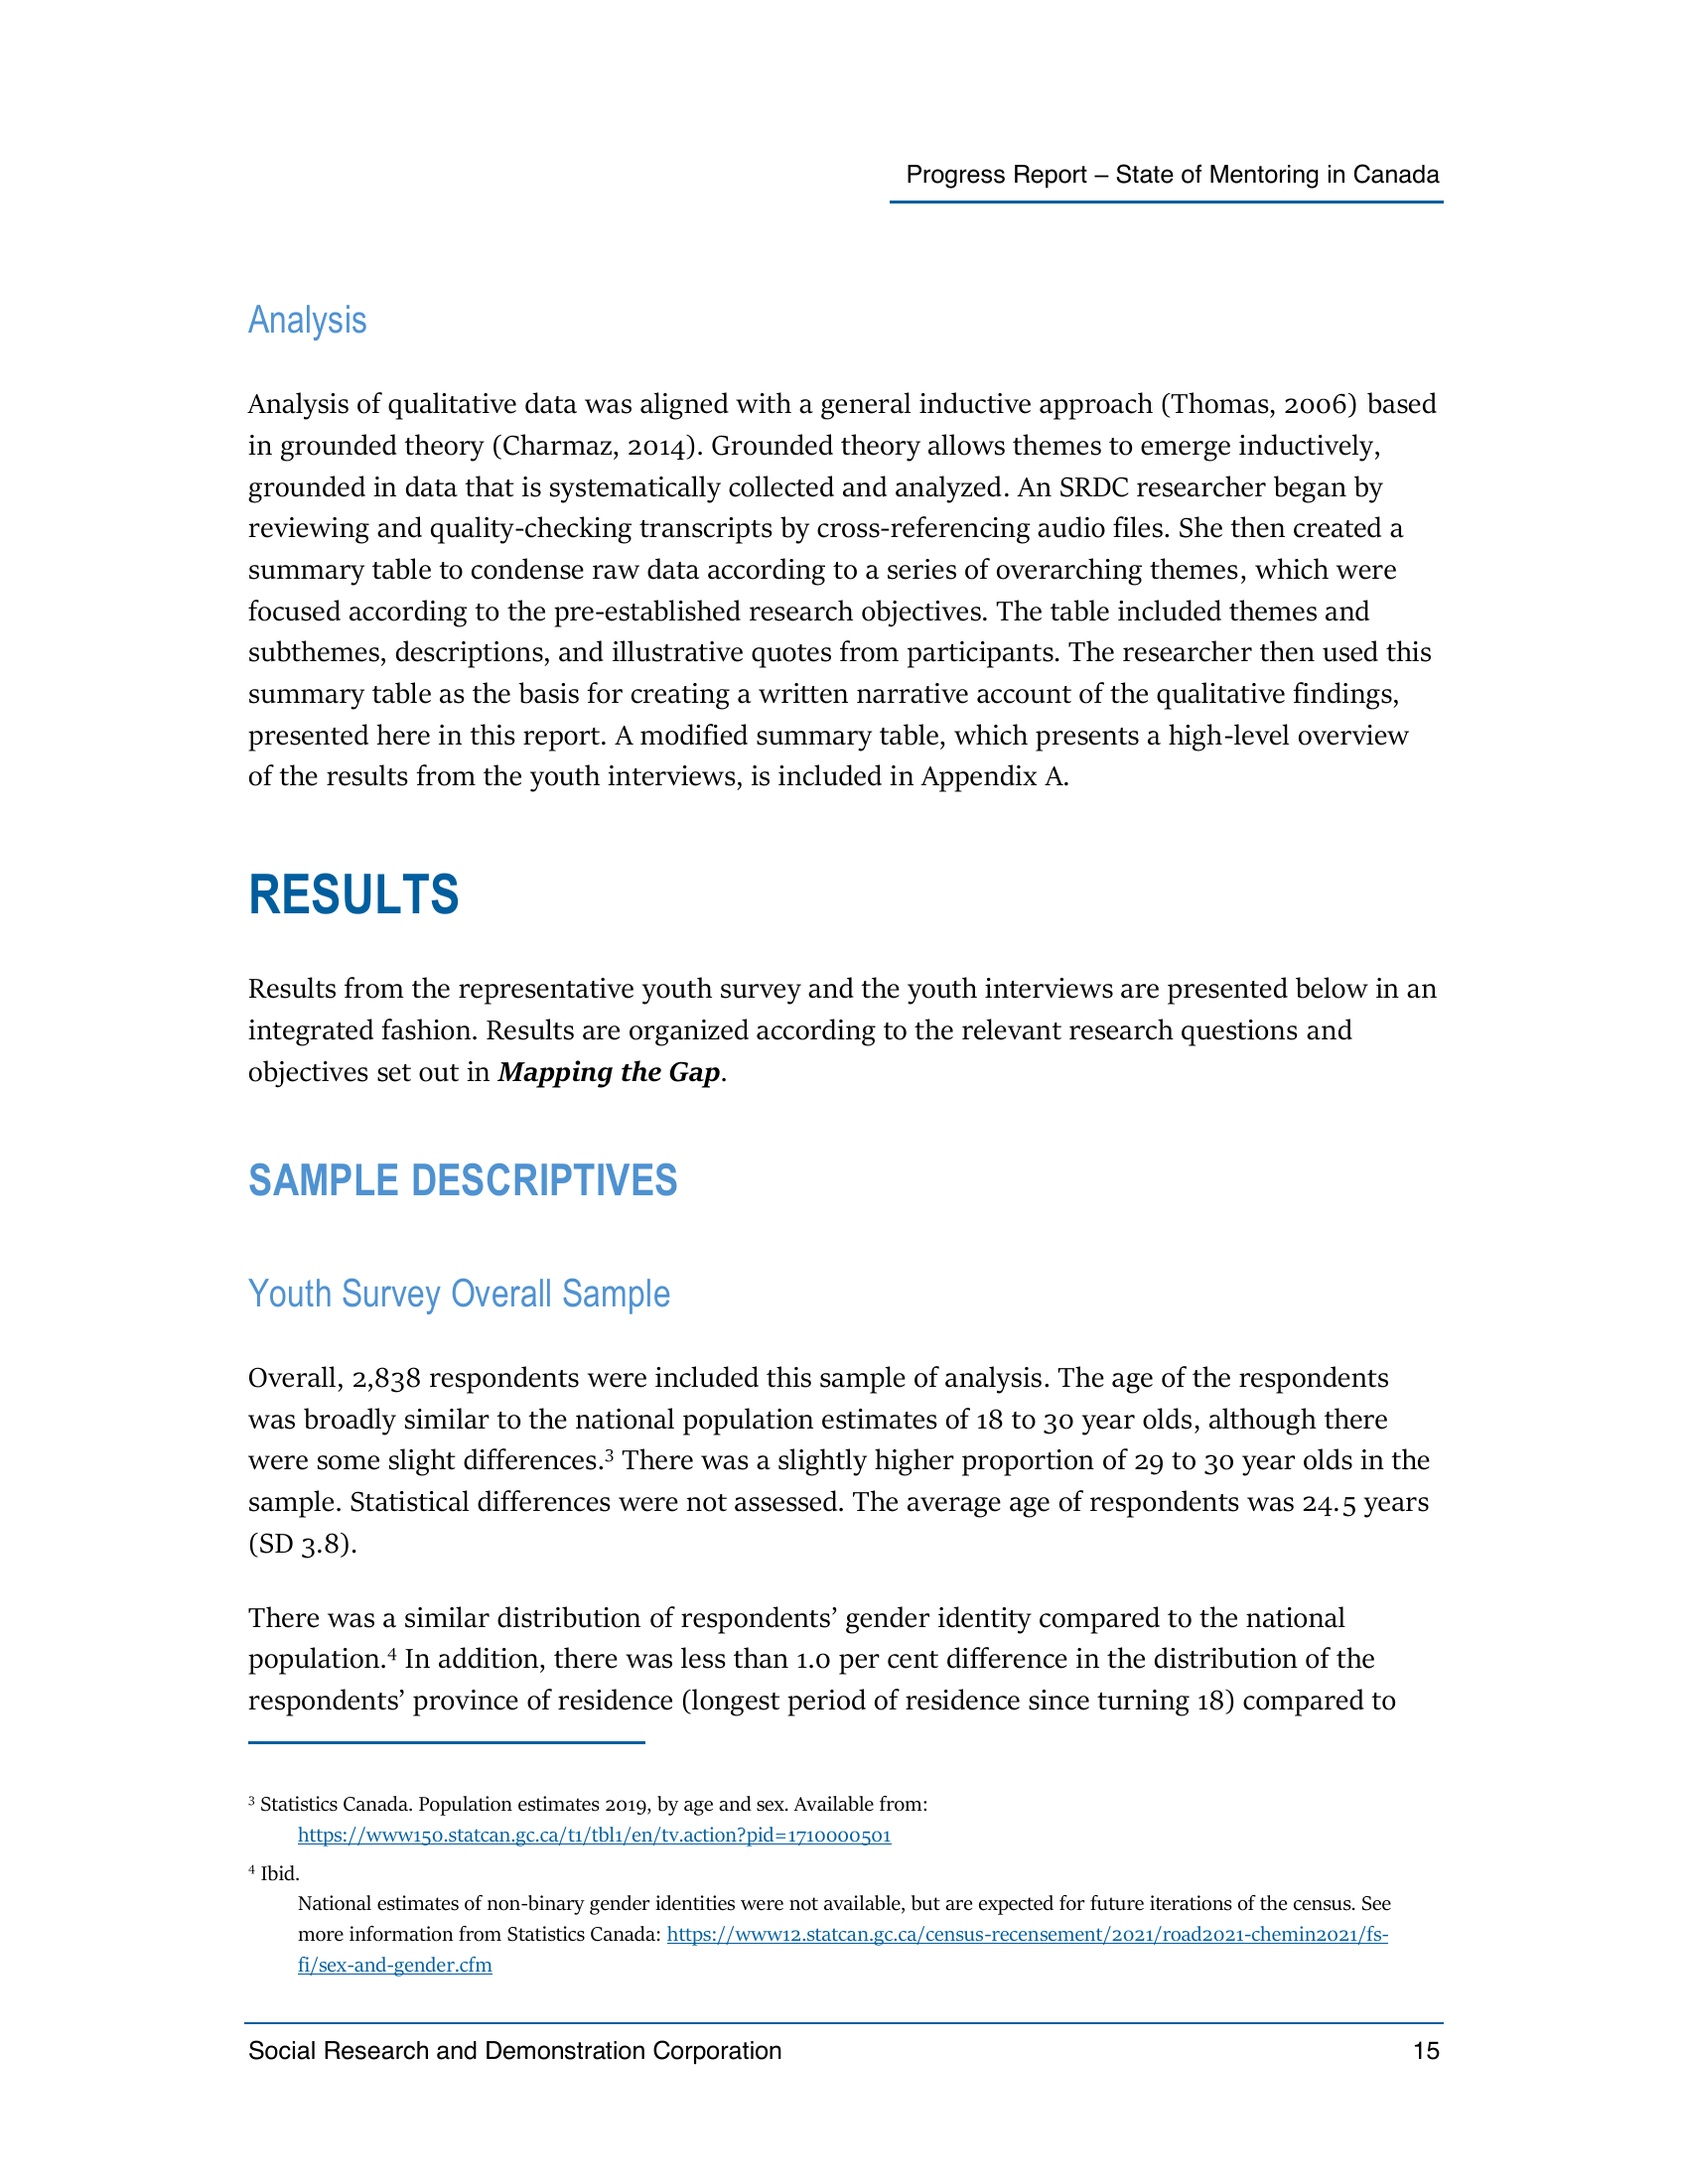 Progress Report – State of Mentoring in Canada
Analysis
Analysis of qualitative data was aligned with a general inductive approach (Thomas, 2006) based
in grounded theory (Charmaz, 2014). Grounded theory allows themes to emerge inductively,
grounded in data that is systematically collected and analyzed. An SRDC researcher began by
reviewing and quality-checking transcripts by cross-referencing audio files. She then created a
summary table to condense raw data according to a series of overarching themes, which were
focused according to the pre-established research objectives. The table included themes and
subthemes, descriptions, and illustrative quotes from participants. The researcher then used this
summary table as the basis for creating a written narrative account of the qualitative findings,
presented here in this report. A modified summary table, which presents a high-level overview
of the results from the youth interviews, is included in Appendix A.
RESULTS
Results from the representative youth survey and the youth interviews are presented below in an
integrated fashion. Results are organized according to the relevant research questions and
objectives set out in Mapping the Gap.
SAMPLE DESCRIPTIVES
Youth Survey Overall Sample
Overall, 2,838 respondents were included this sample of analysis. The age of the respondents
was broadly similar to the national population estimates of 18 to 30 year olds, although there
were some slight differences.³ There was a slightly higher proportion of 29 to 30 year olds in the
sample. Statistical differences were not assessed. The average age of respondents was 24.5 years
(SD 3.8).
There was a similar distribution of respondents’ gender identity compared to the national
population.⁴ In addition, there was less than 1.0 per cent difference in the distribution of the
respondents’ province of residence (longest period of residence since turning 18) compared to
³ Statistics Canada. Population estimates 2019, by age and sex. Available from:
https://www150.statcan.gc.ca/t1/tbl1/en/tv.action?pid=1710000501
⁴ Ibid.
National estimates of non-binary gender identities were not available, but are expected for future iterations of the census. See
more information from Statistics Canada: https://www12.statcan.gc.ca/census-recensement/2021/road2021-chemin2021/fs-
fi/sex-and-gender.cfm
Social Research and Demonstration Corporation 15